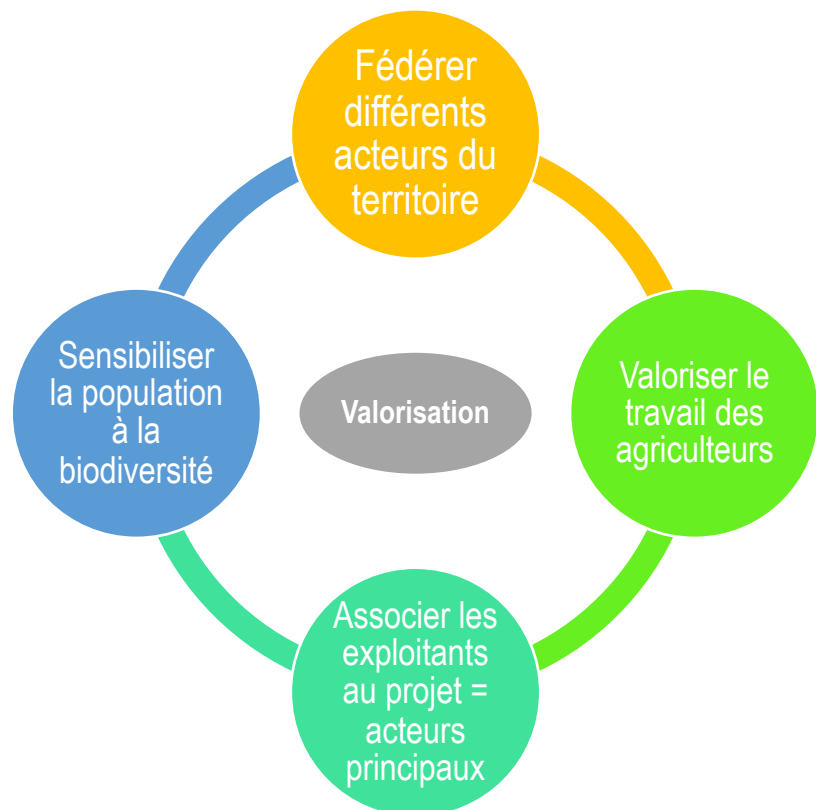 Fédérer
différents
acteurs du
territoire
Sensibiliser
la population
à la
biodiversité
Valorisation
Valoriser le
travail des
agriculteurs
Associer les
exploitants
au projet =
acteurs
principaux